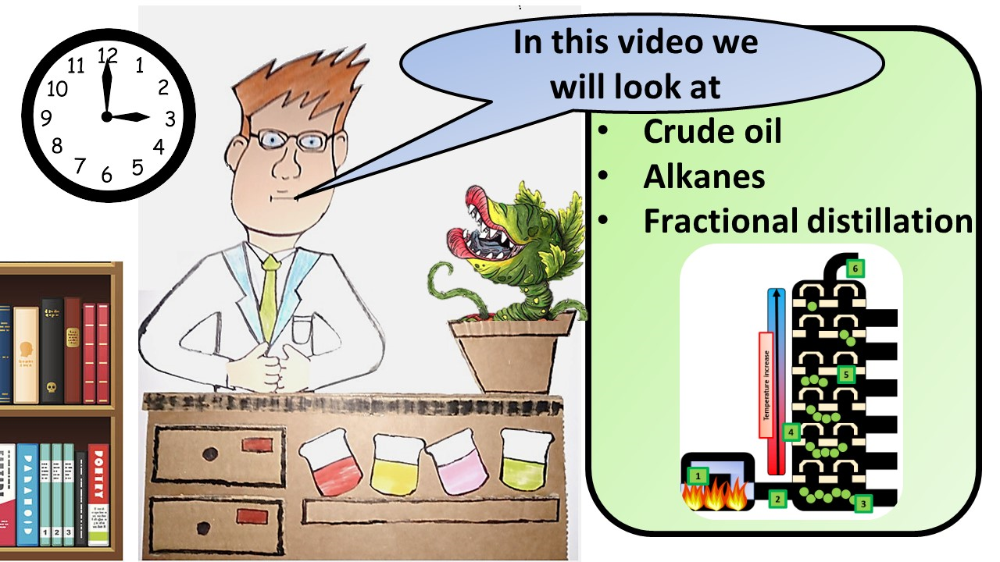 In this video we
will look at
• Crude oil
• Alkanes
• Fractional distillation
12
1
2
3
4
5
6
7
8
9
10
11
6
5
4
3
2
1
Temperature increase
PARANOID
1 2 3
POETRY